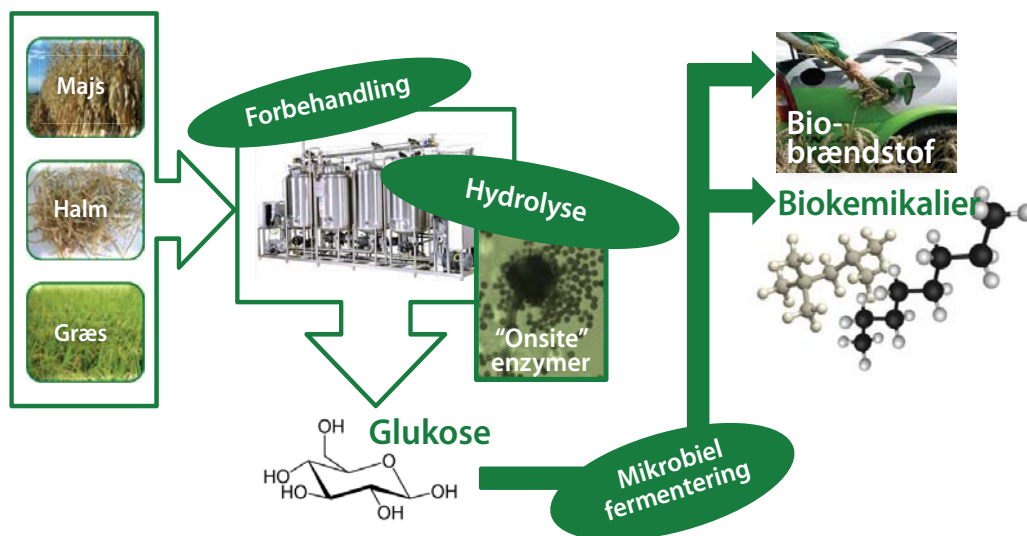 Majs
Halm
Græs
Forbehandling
Hydrolyse
"Onsite"
enzymer
Glukose
OH
HO
HO
O
OH
OH
Mikrobiel
fermentering
Bio-
brændstof
Biokemikalier